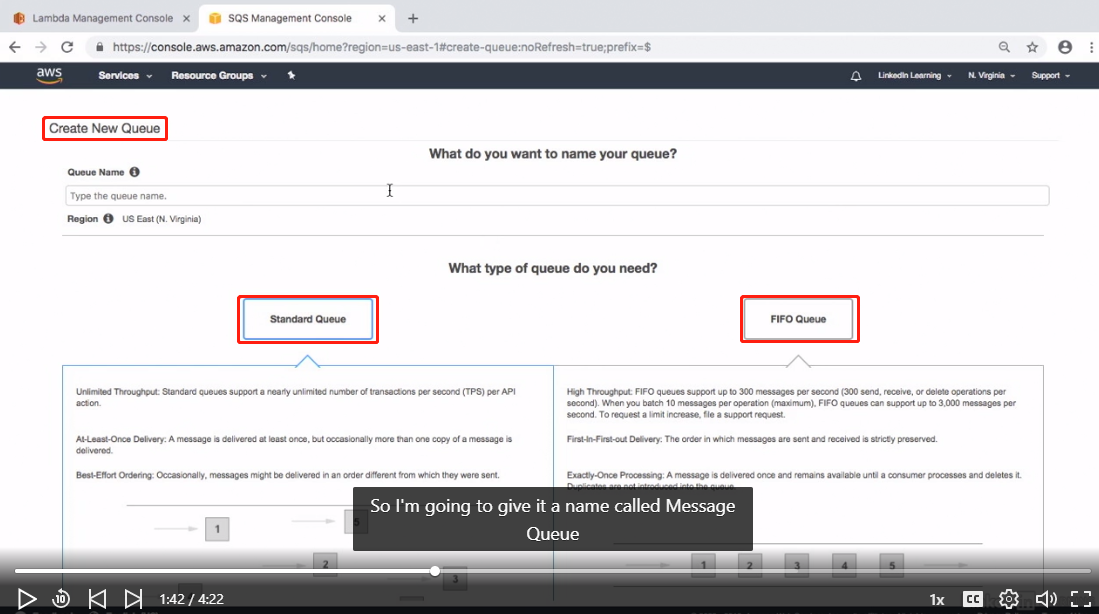 Lambda Management Console
SQS Management Console
https://console.aws.amazon.com/sqs/home?region=us-east-1#create-queue:noRefresh=true;prefix=$
aws Services Resource Groups LinkedIn Learning N. Virginia Support
Create New Queue
What do you want to name your queue?
Queue Name
Type the queue name.
Region US East (N. Virginia)
What type of queue do you need?
Standard Queue
FIFO Queue
Unlimited Throughput: Standard queues support a nearly unlimited number of transactions per second (TPS) per API
action.
At-Least-Once Delivery: A message is delivered at least once, but occasionally more than one copy of a message is
delivered.
Best-Effort Ordering: Occasionally, messages might be delivered in an order different from which they were sent.
1
5
2
3
High Throughput: FIFO queues support up to 300 messages per second (300 send, receive, or delete operations per
second). When you batch 10 messages per operation (maximum), FIFO queues can support up to 3,000 messages per
second. To request a limit increase, file a support request.
First-In-First-out Delivery: The order in which messages are sent and received is strictly preserved.
Exactly-Once Processing: A message is delivered once and remains available until a consumer processes and deletes it.
Duplicates are not introduced into the queue.
1 2 3 4 5
So I'm going to give it a name called Message
Queue
10 1:42 / 4:22 1x CC